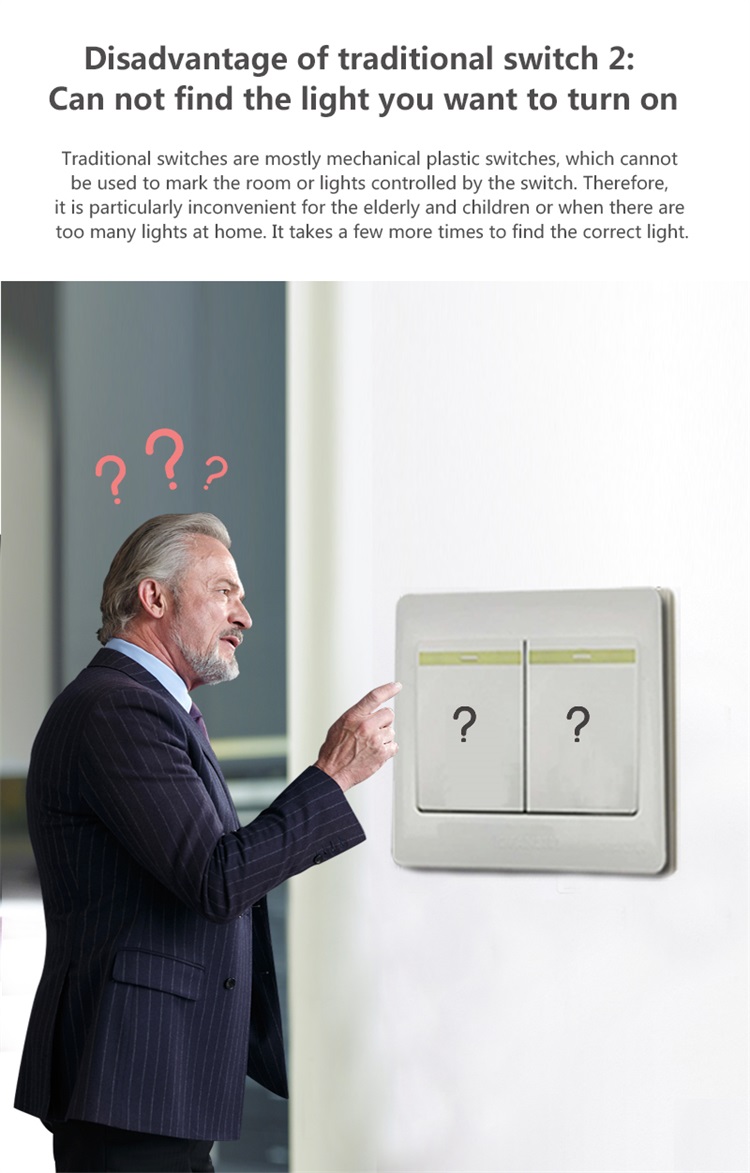 Disadvantage of traditional switch 2:
Can not find the light you want to turn on
Traditional switches are mostly mechanical plastic switches, which cannot
be used to mark the room or lights controlled by the switch. Therefore,
it is particularly inconvenient for the elderly and children or when there are
too many lights at home. It takes a few more times to find the correct light.
? ? ?
? ?